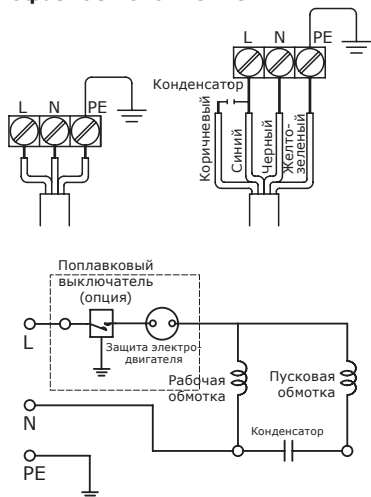 L N PE
L N PE
Конденсатор
Коричневый
Синий
Черный
Желто-
зеленый
Поплавковый
выключатель
(опция)
L
Защита электро-
двигателя
Рабочая
обмотка
Пусковая
обмотка
N
Конденсатор
PE